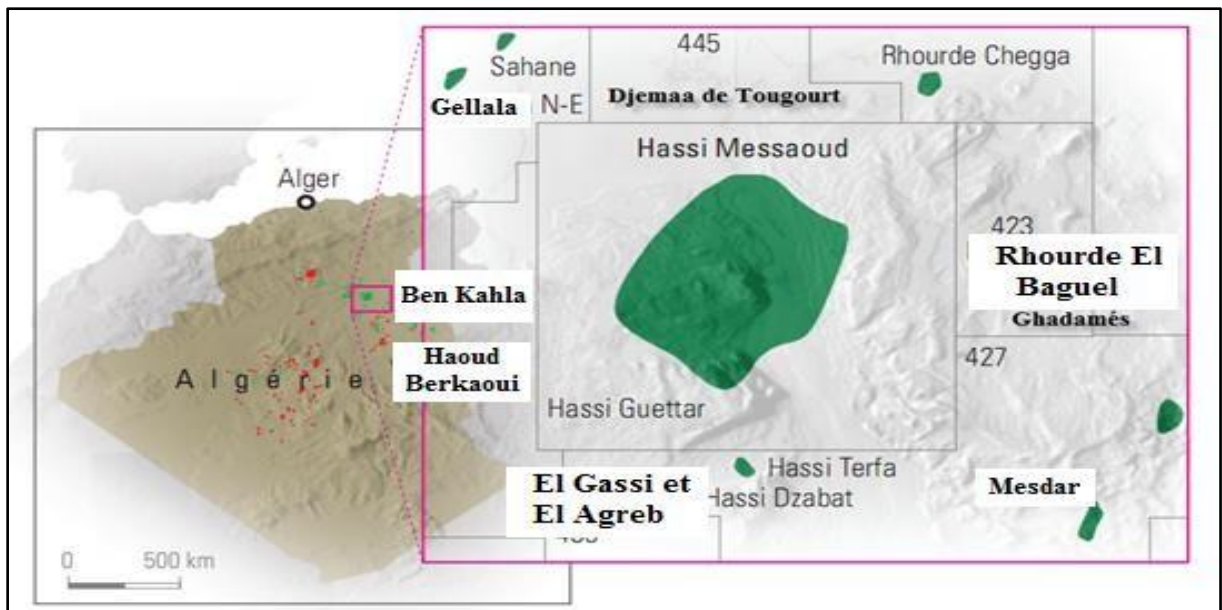 445
Rhourde Chegga
Sahane
Gellala
N-E
Djemaa de Tougourt
Hassi Messaoud
Alger
423
Rhourde El
Baguel
Ghadamés
Ben Kahla
Haoud
Berkaoui
427
Algérie
Hassi Guettar
Hassi Terfa
El Gassi et
El Agreb
Hassi Dzabat
Mesdar
0 500 km